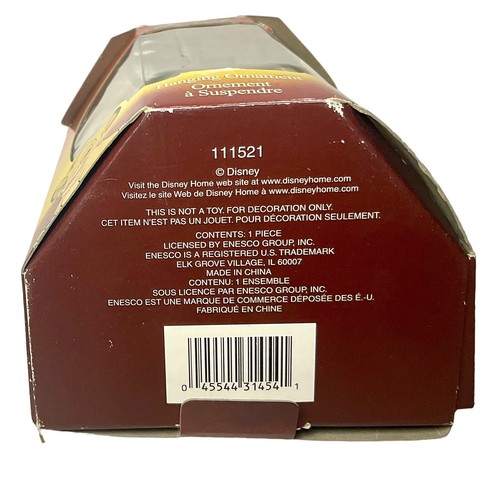 Hanging Ornament
Ornement
à Suspendre
111521
© Disney
Visit the Disney Home web site at www.disneyhome.com
Visitez le site Web de Disney Home à www.disneyhome.com
THIS IS NOT A TOY. FOR DECORATION ONLY.
CET ITEM N'EST PAS UN JOUET. POUR DÉCORATION SEULEMENT.
CONTENTS: 1 PIECE
LICENSED BY ENESCO GROUP, INC.
ENESCO IS A REGISTERED U.S. TRADEMARK
ELK GROVE VILLAGE, IL 60007
MADE IN CHINA
CONTENU: 1 ENSEMBLE
SOUS LICENCE PAR ENESCO GROUP, INC.
ENESCO EST UNE MARQUE DE COMMERCE DÉPOSÉE DES É.-U.
FABRIQUÉ EN CHINE
0 45544 31454 1